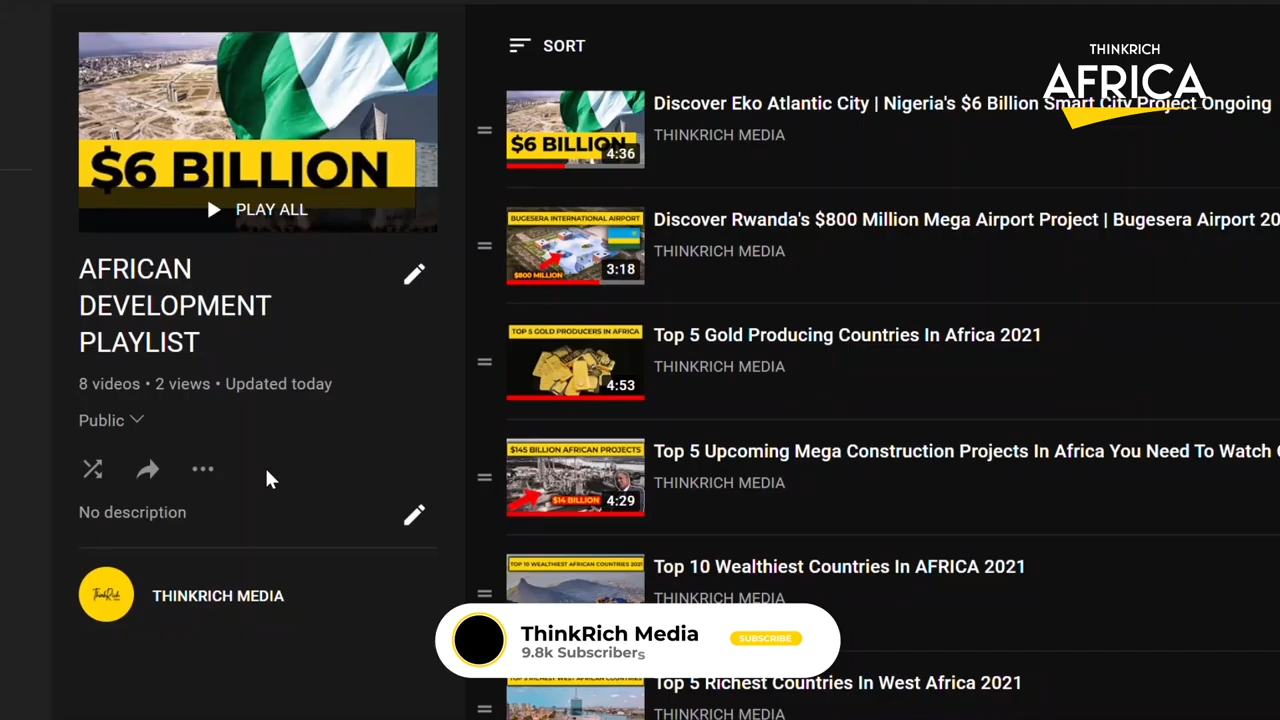 $6 BILLION
PLAY ALL
AFRICAN
DEVELOPMENT
PLAYLIST
8 videos • 2 views • Updated today
Public
No description
THINKRICH MEDIA
SORT
THINKRICH
AFRICA
$6 BILLION
4:36
Discover Eko Atlantic City | Nigeria's $6 Billion Smart City Project Ongoing
THINKRICH MEDIA
BUGESERA INTERNATIONAL AIRPORT
$800 MILLION
3:18
Discover Rwanda's $800 Million Mega Airport Project | Bugesera Airport 20
THINKRICH MEDIA
TOP 5 GOLD PRODUCERS IN AFRICA
4:53
Top 5 Gold Producing Countries In Africa 2021
THINKRICH MEDIA
$145 BILLION AFRICAN PROJECTS
$14 BILLION
4:29
Top 5 Upcoming Mega Construction Projects In Africa You Need To Watch
THINKRICH MEDIA
TOP 10 WEALTHIEST AFRICAN COUNTRIES 2021
Top 10 Wealthiest Countries In AFRICA 2021
THINKRICH MEDIA
ThinkRich Media
9.8k Subscribers
SUBSCRIBE
TOP 5 RICHEST WEST AFRICAN COUNTRIES
Top 5 Richest Countries In West Africa 2021
THINKRICH MEDIA